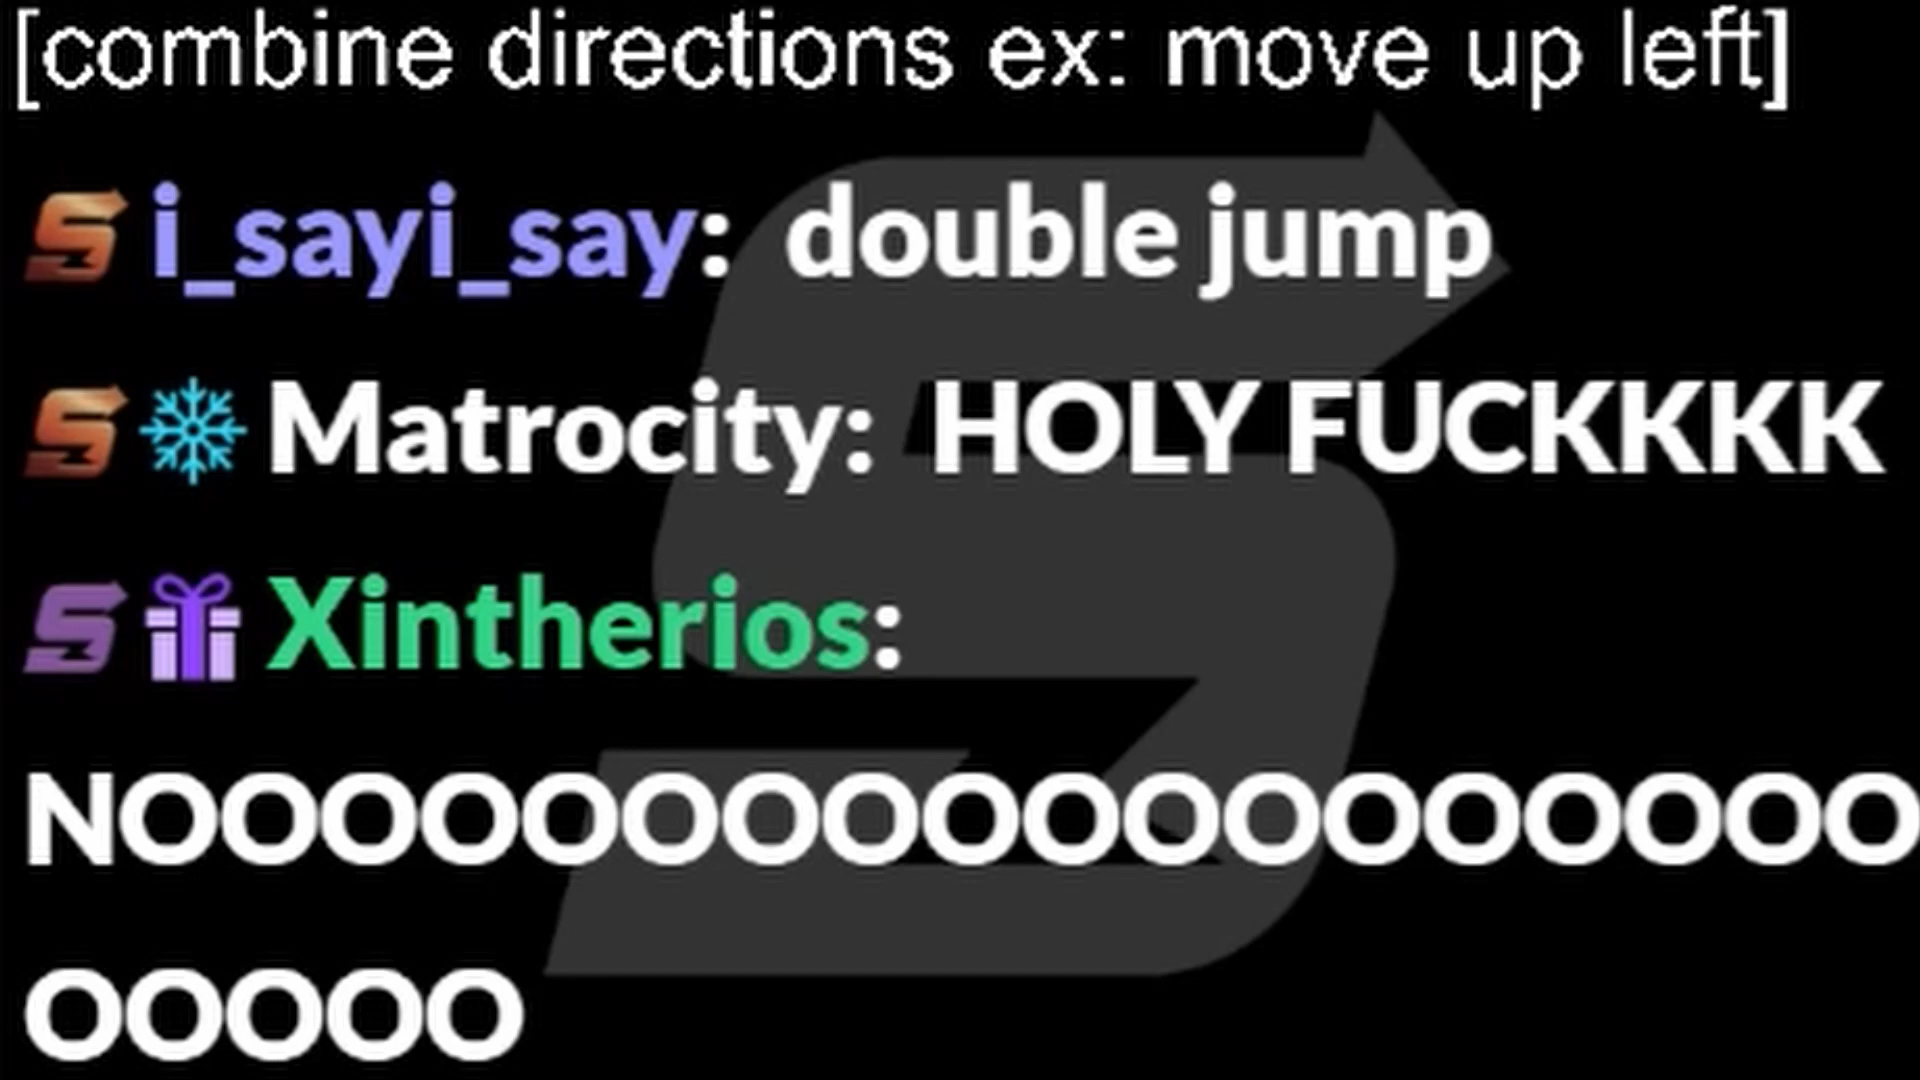 [combine directions ex: move up left]
i_sayi_say: double jump
Matrocity: HOLY FUCKKKK
Xintherios:
NOOOOOOOOOOOOOOOOOO
OOOOO